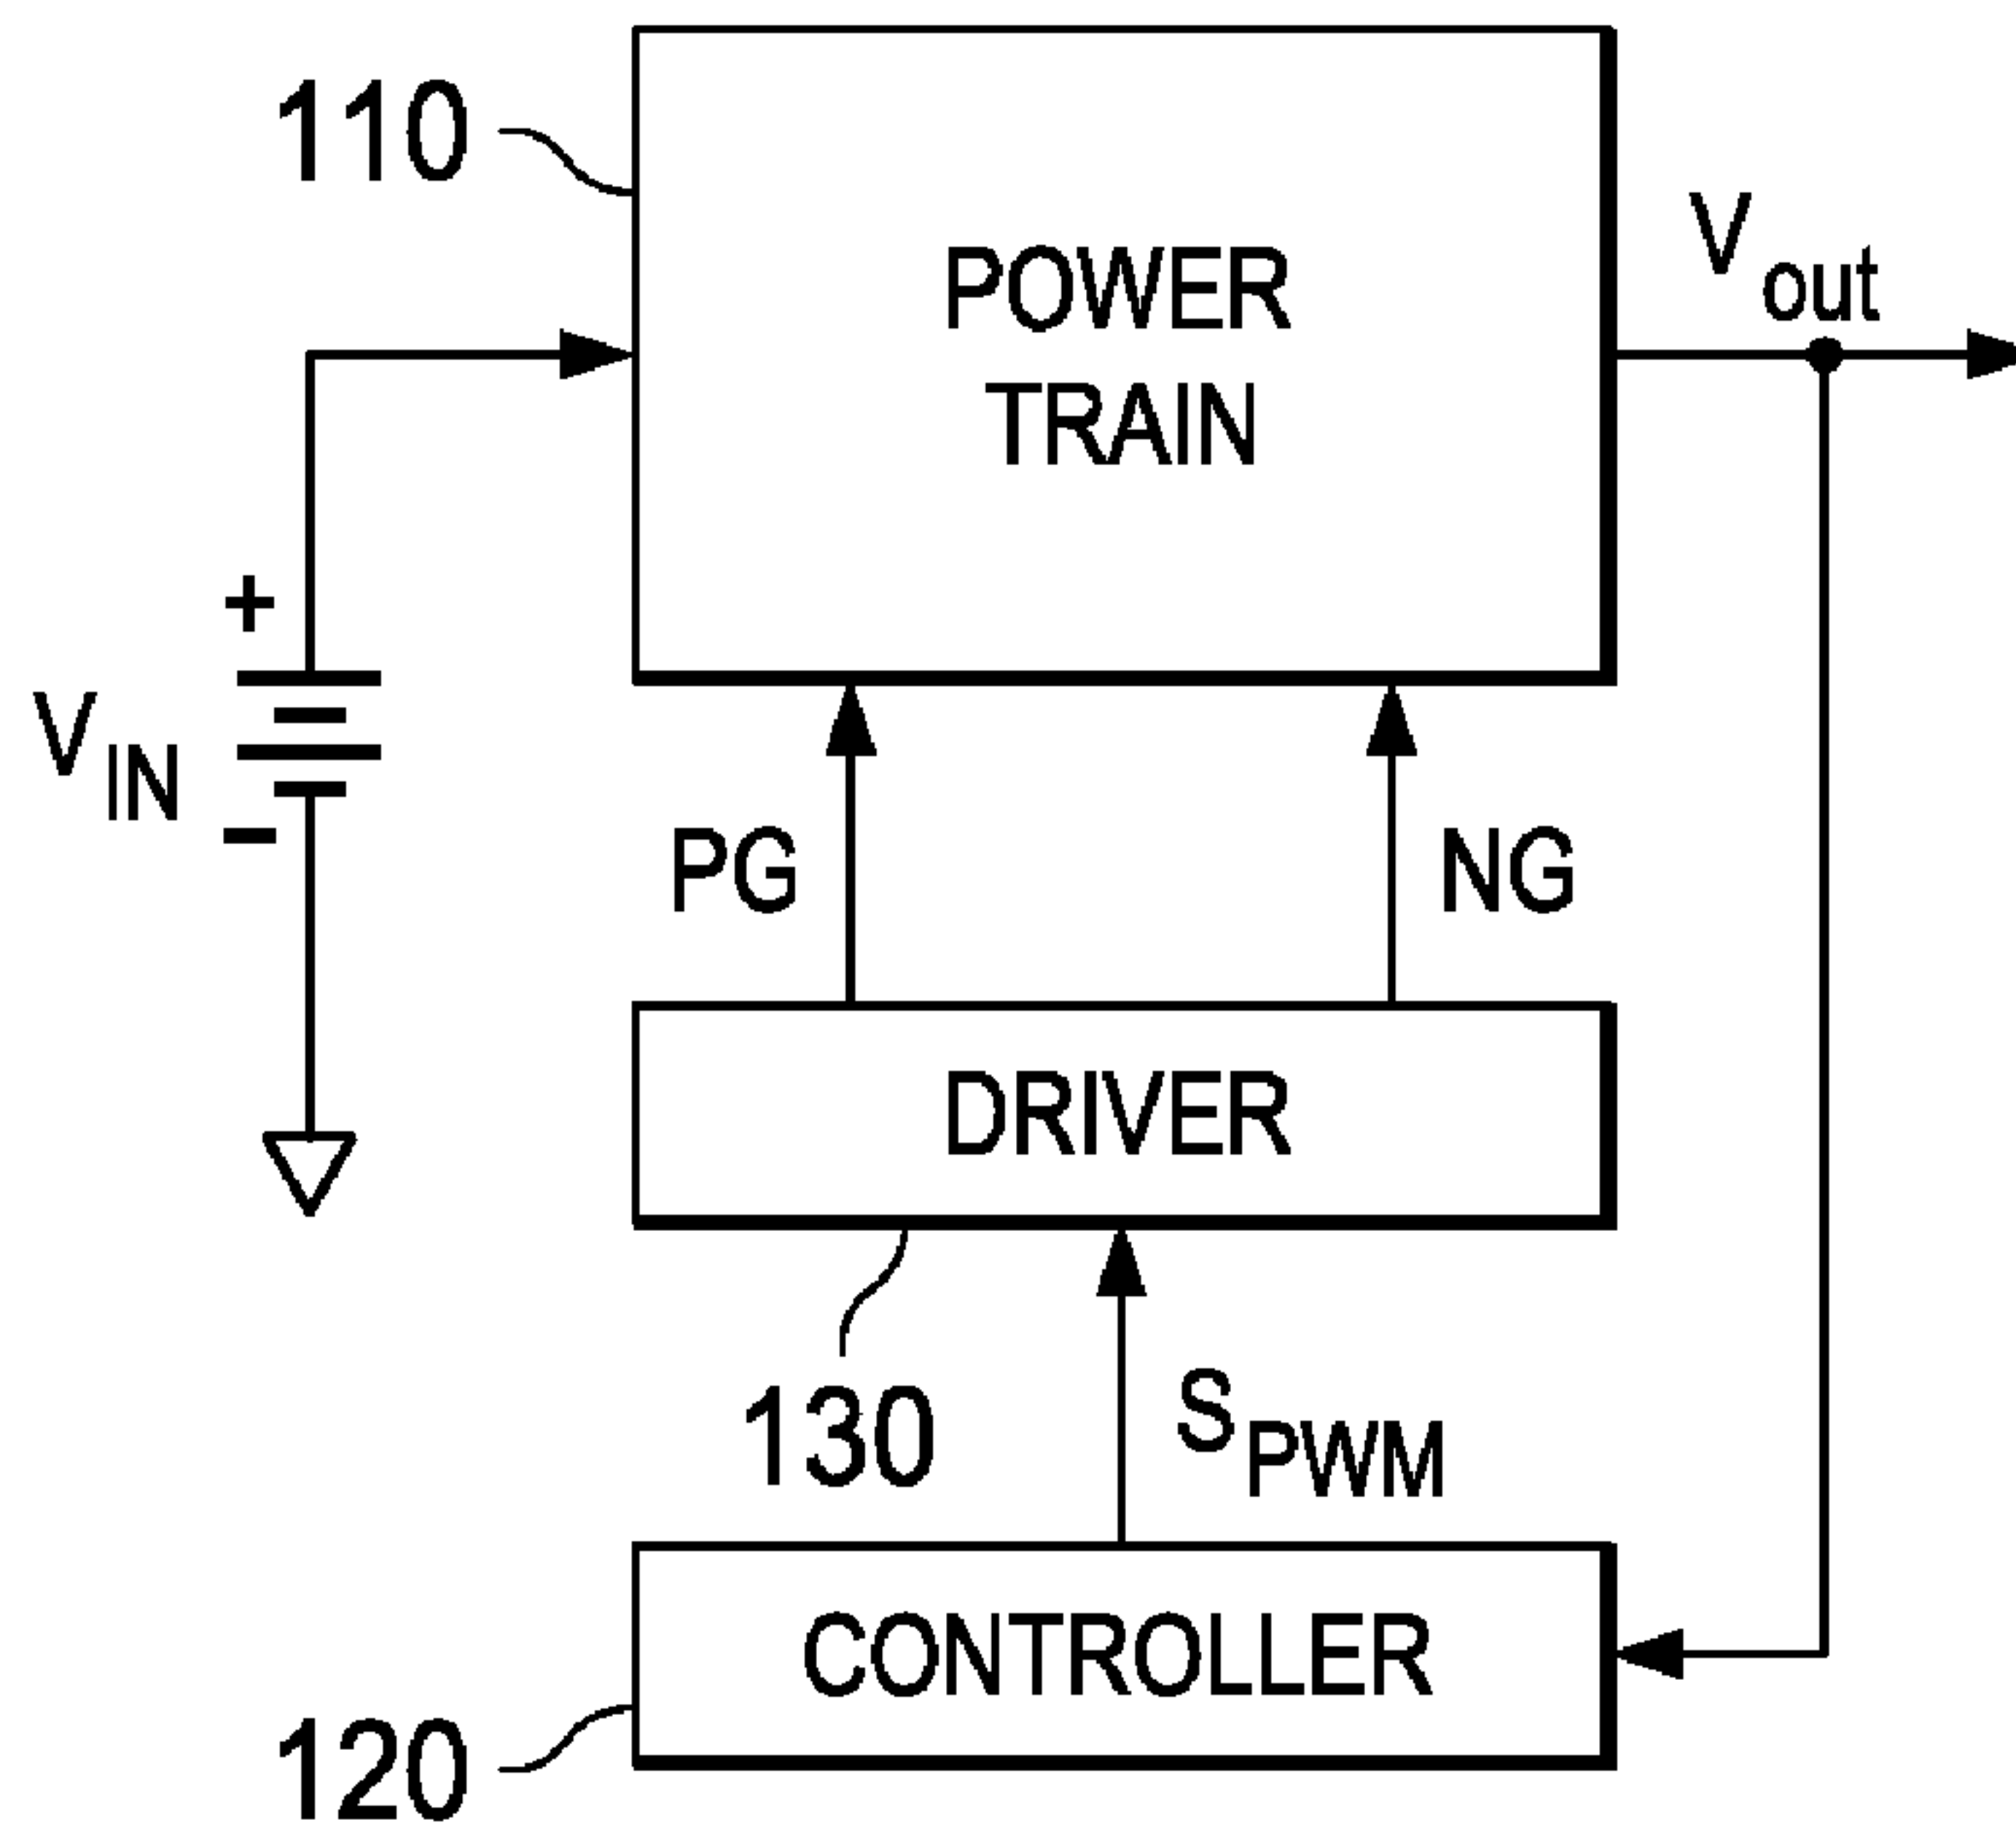 110
POWER
TRAIN
Vout
+
VIN
−
PG
NG
DRIVER
130
SPWM
CONTROLLER
120